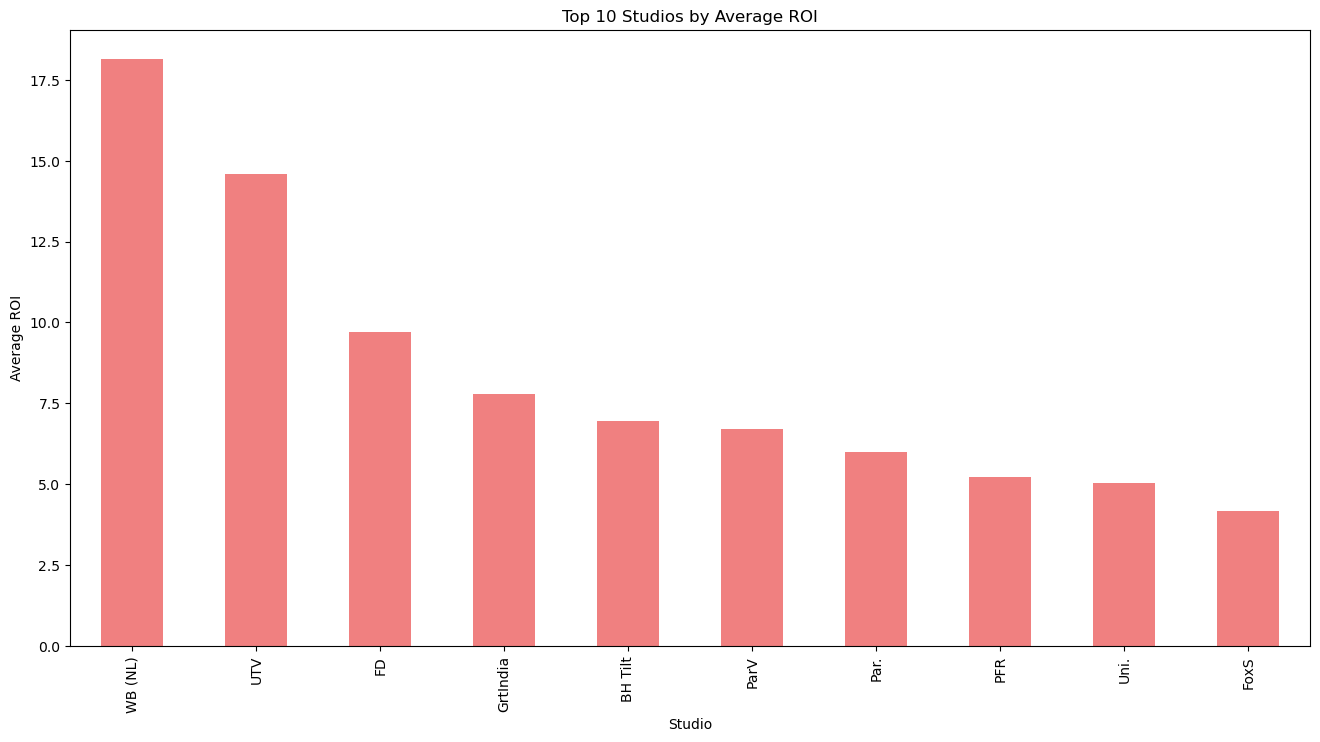 Top 10 Studios by Average ROI
17.5
15.0
12.5
10.0
7.5
5.0
2.5
0.0
Average ROI
WB (NL)
UTV
FD
GrtIndia
BH Tilt
ParV
Par.
PFR
Uni.
FoxS
Studio